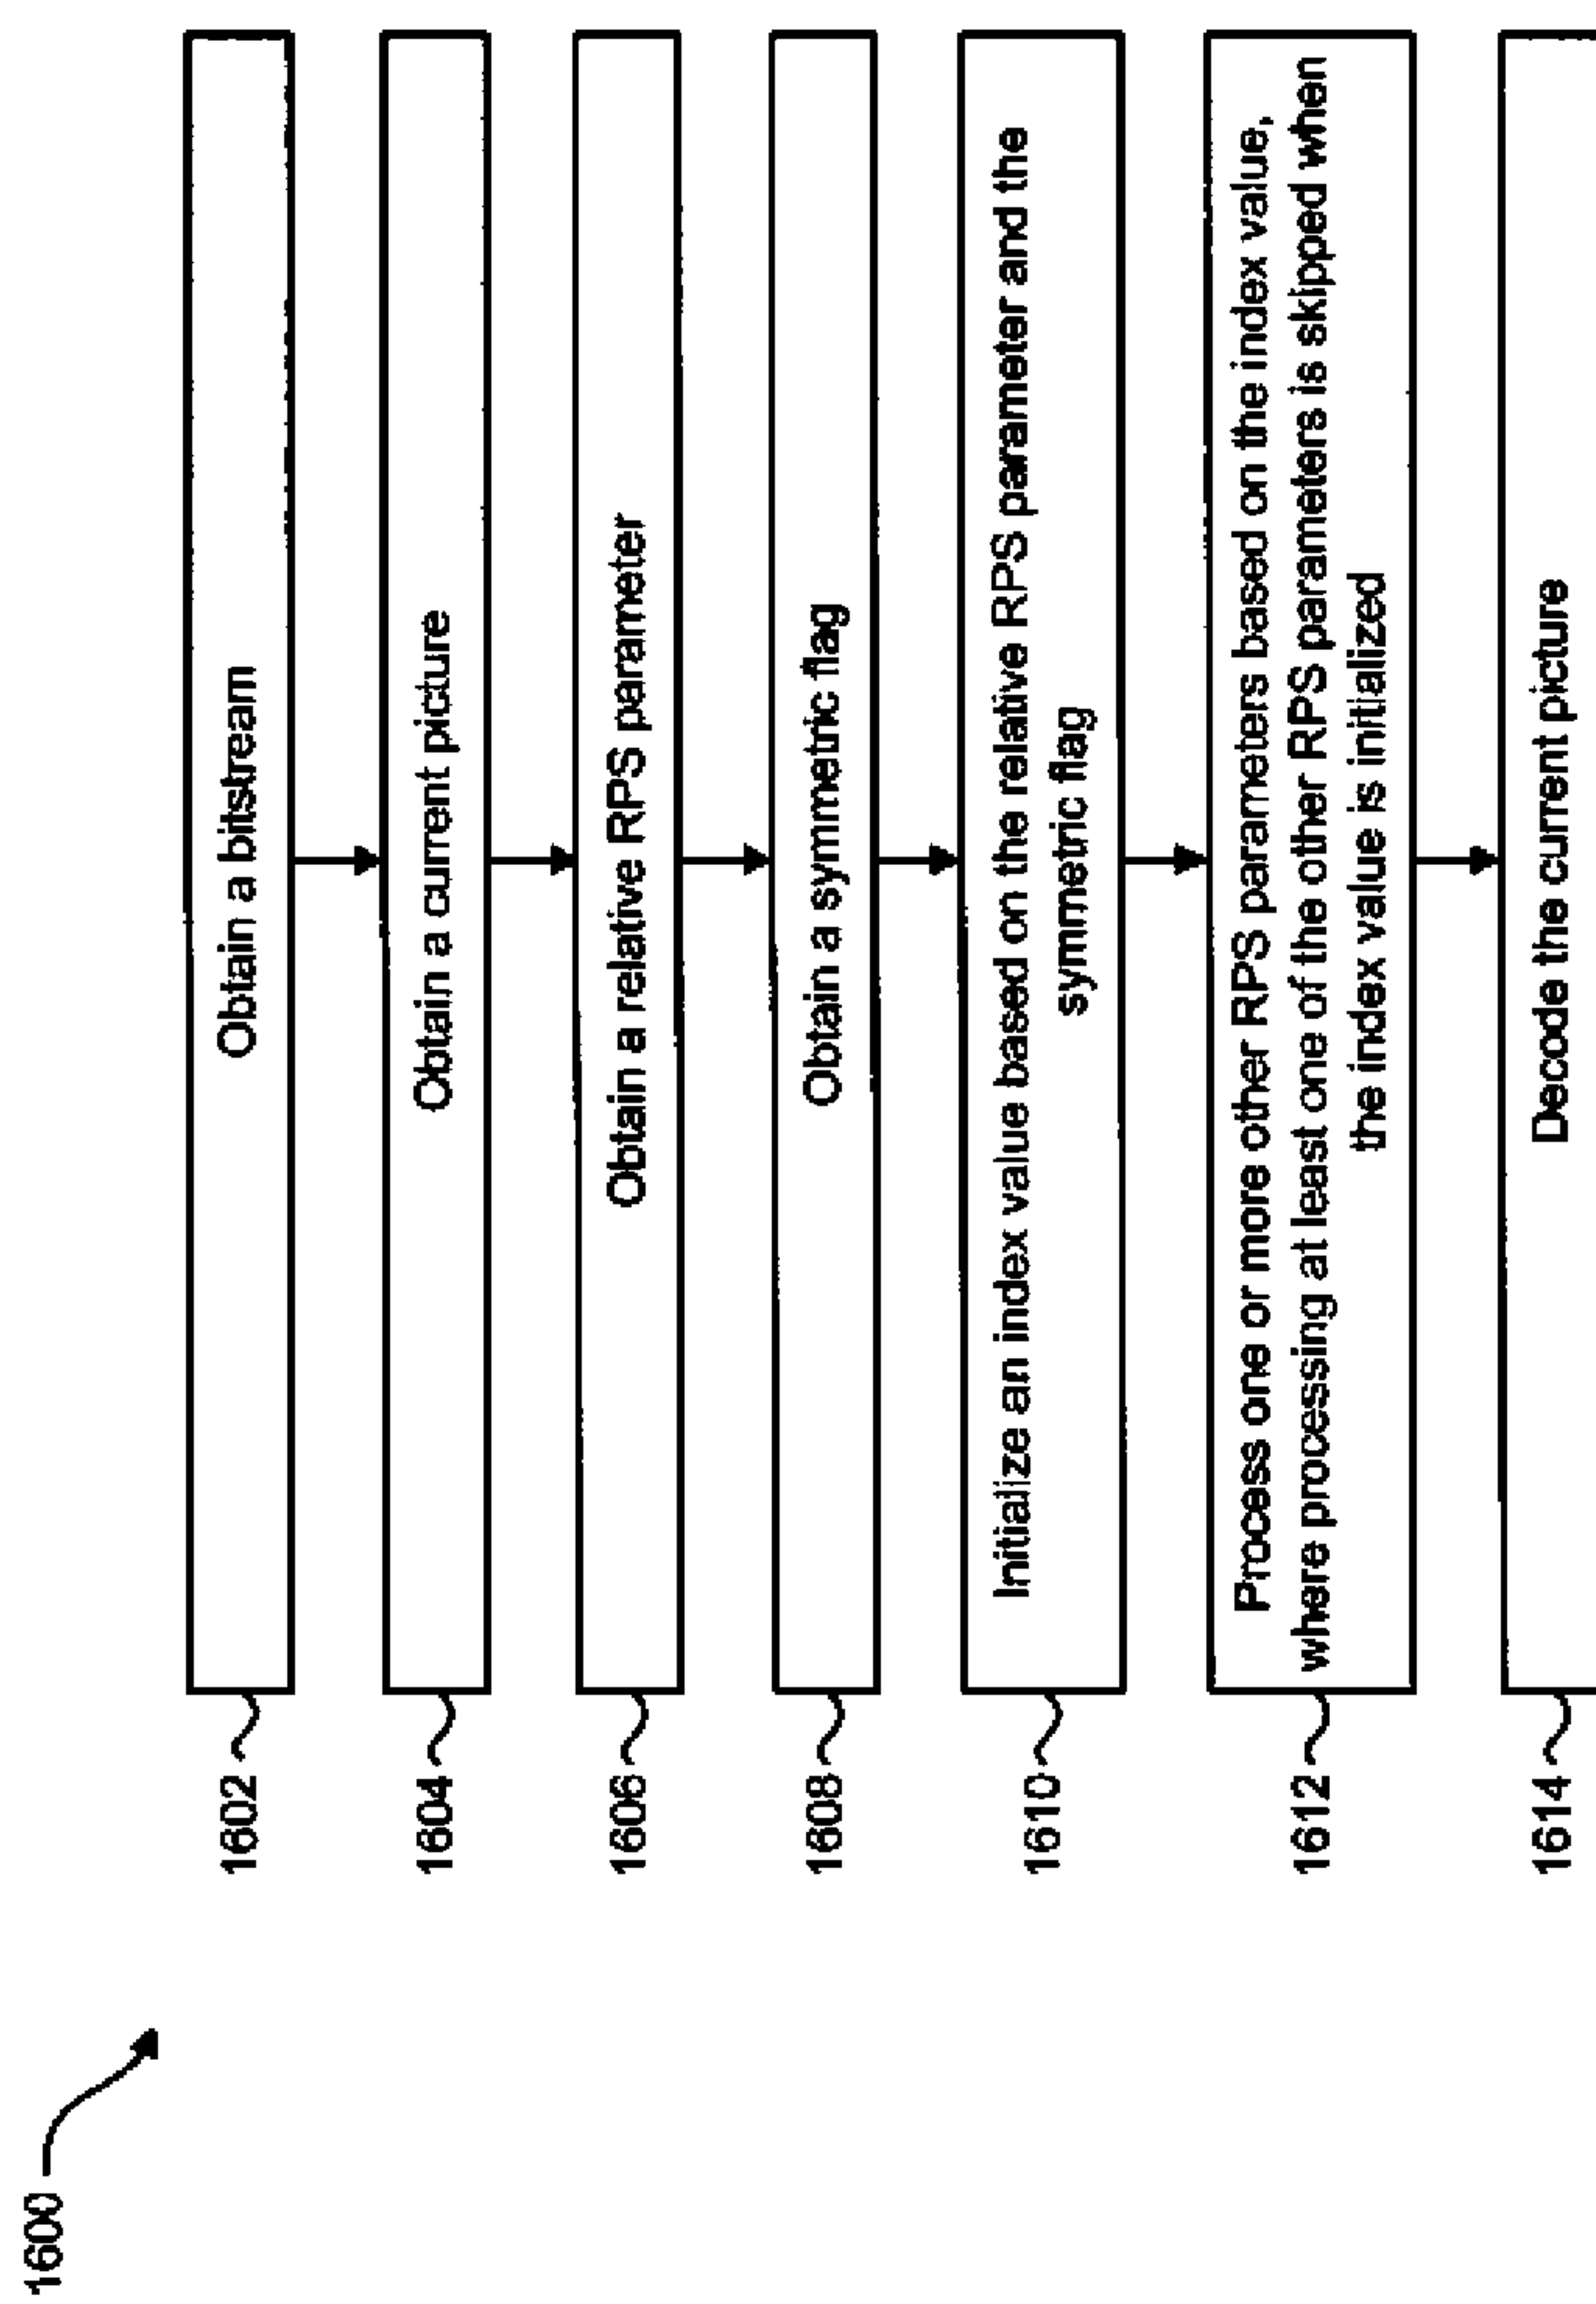 1600
1602
Obtain a bitstream
1604
Obtain a current picture
1606
Obtain a relative RPS parameter
1608
Obtain a symmetric flag
1610
Initialize an index value based on the relative RPS parameter and the
symmetric flag
1612
Process one or more other RPS parameters based on the index value,
where processing at least one of the other RPS parameters is skipped when
the index value is initialized
1614
Decode the current picture